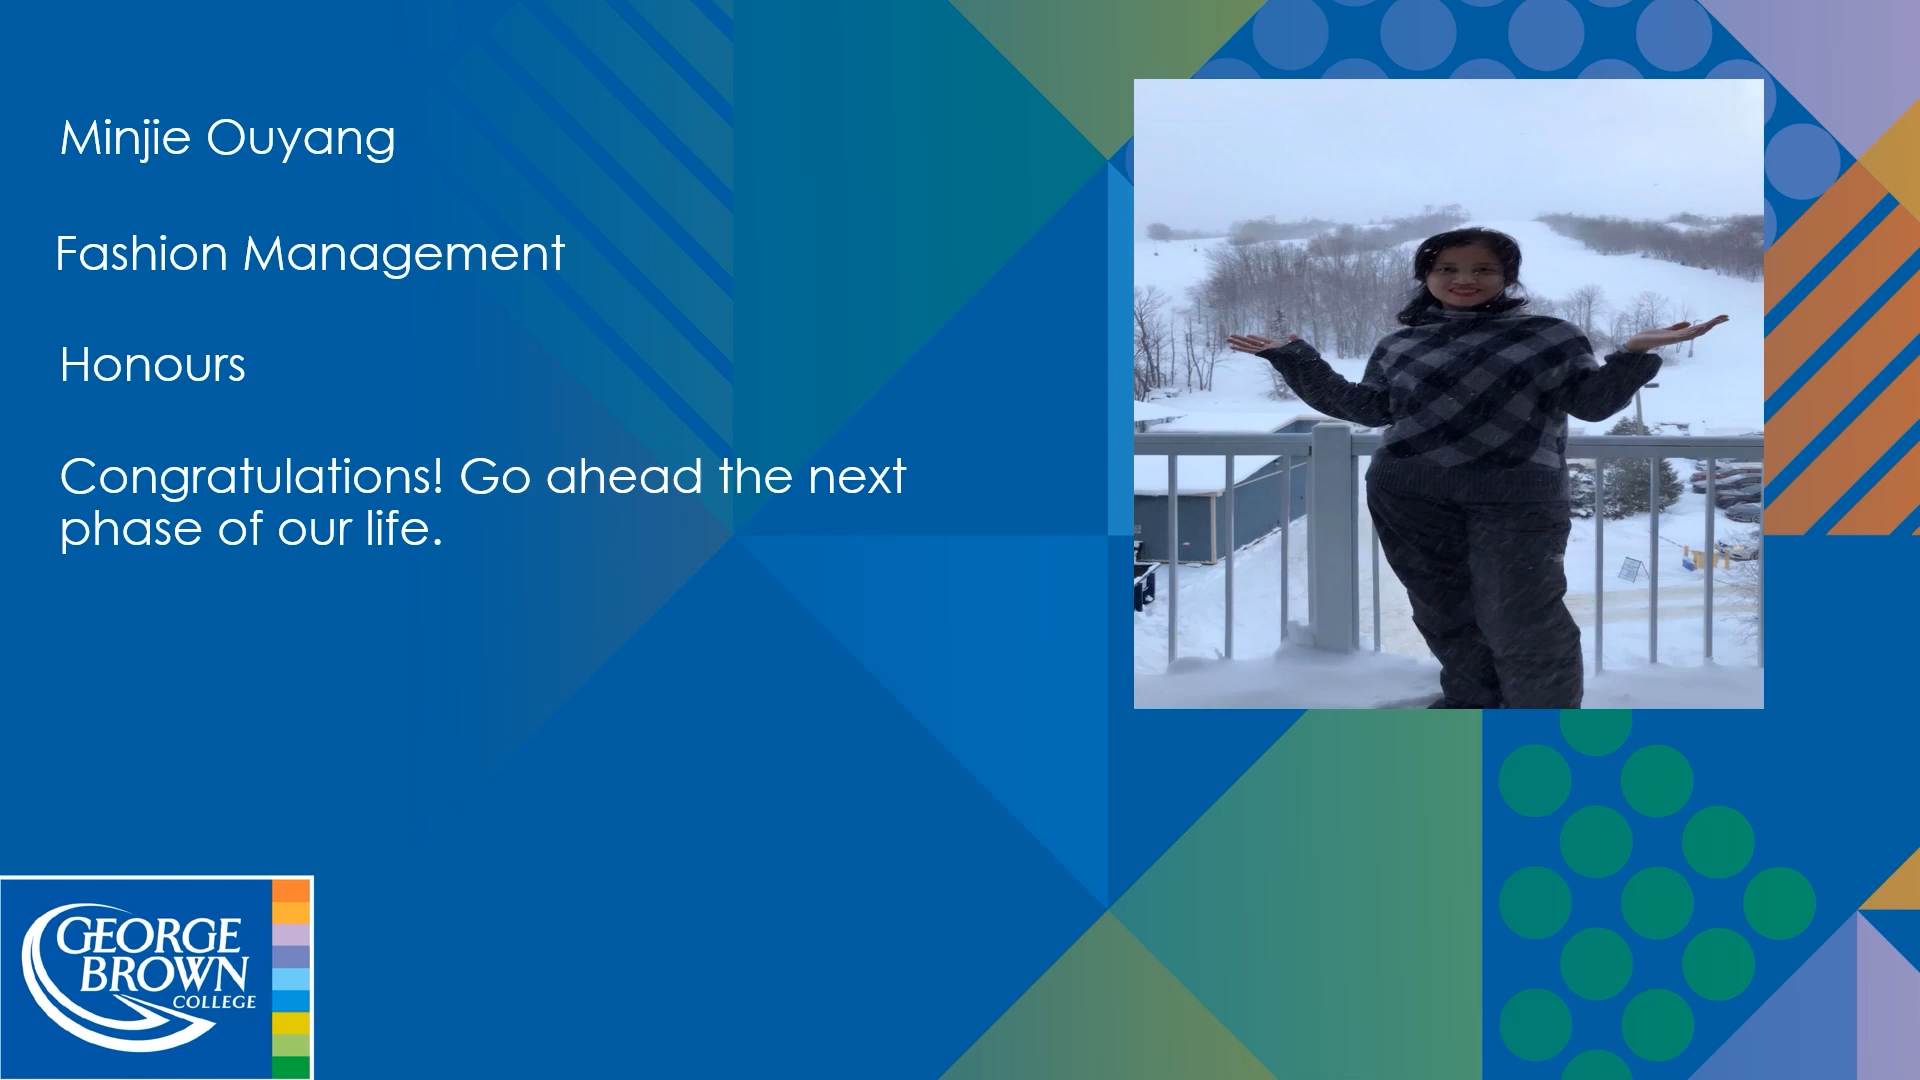 Minjie Ouyang
Fashion Management
Honours
Congratulations! Go ahead the next
phase of our life.
GEORGE
BROWN
COLLEGE